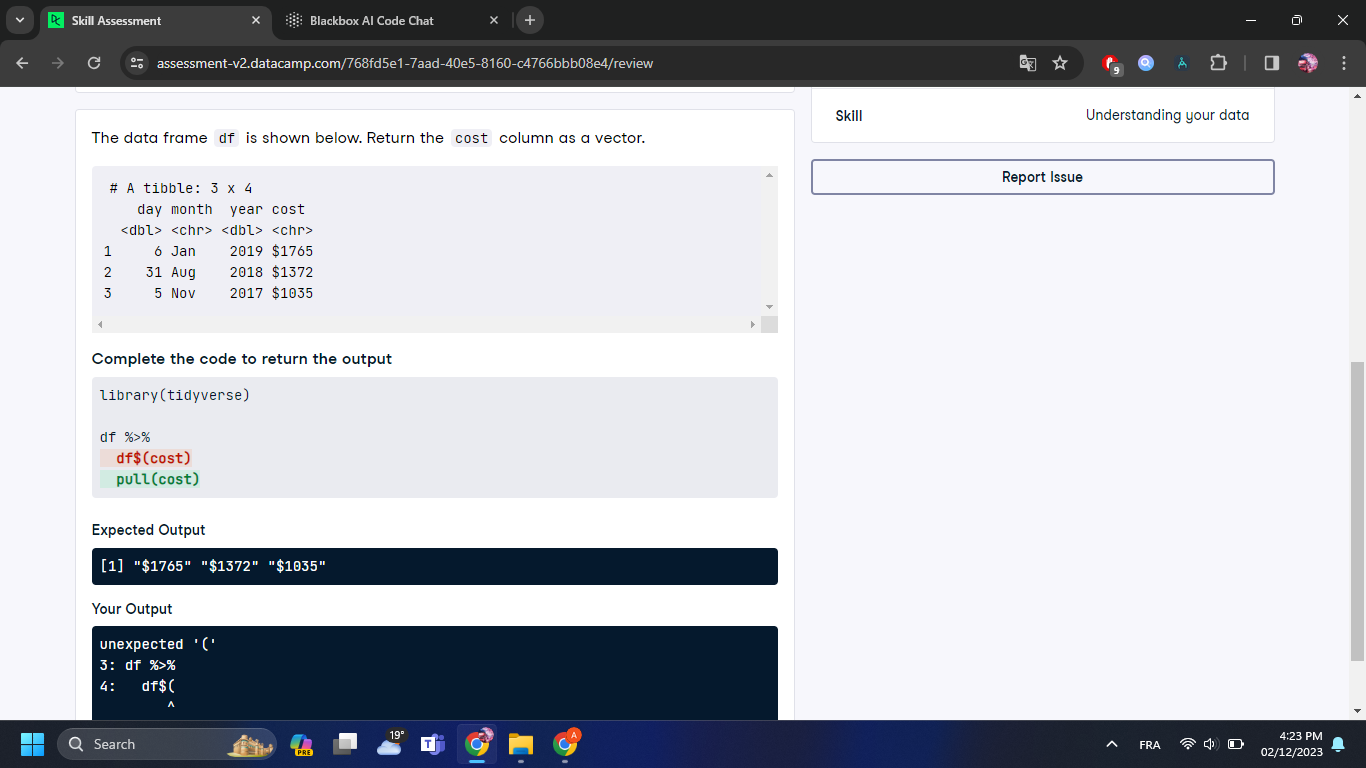 Skill Assessment
Blackbox AI Code Chat
assessment-v2.datacamp.com/768fd5e1-7aad-40e5-8160-c4766bbb08e4/review
9
The data frame df is shown below. Return the cost column as a vector.
# A tibble: 3 x 4
day month year cost
<dbl> <chr> <dbl> <chr>
1 6 Jan 2019 $1765
2 31 Aug 2018 $1372
3 5 Nov 2017 $1035
Complete the code to return the output
library(tidyverse)
df %>%
df$(cost)
pull(cost)
Expected Output
[1] "$1765" "$1372" "$1035"
Your Output
unexpected '('
3: df %>%
4: df$(
^
Skill Understanding your data
Report Issue
Search
PRE
19°
A
FRA
4:23 PM
02/12/2023